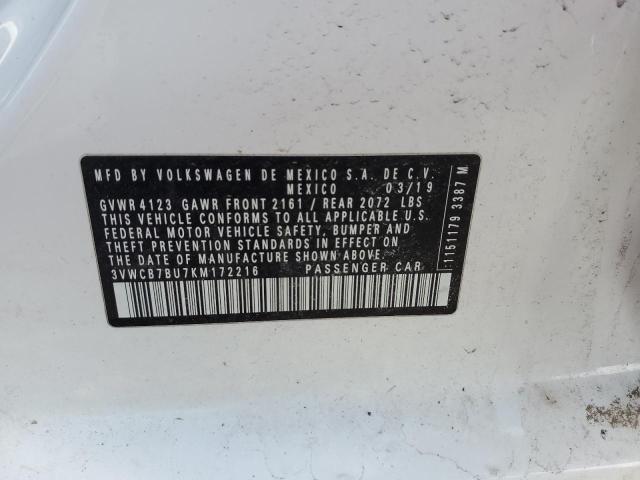 MFD BY VOLKSWAGEN DE MEXICO S.A. DE C.V.
MEXICO 03/19
GVWR 4123 GAWR FRONT 2161 / REAR 2072 LBS
THIS VEHICLE CONFORMS TO ALL APPLICABLE U.S.
FEDERAL MOTOR VEHICLE SAFETY, BUMPER AND
THEFT PREVENTION STANDARDS IN EFFECT ON
THE DATE OF MANUFACTURE SHOWN ABOVE.
3VWCB7BU7KM172216 PASSENGER CAR
1151179 3387 M